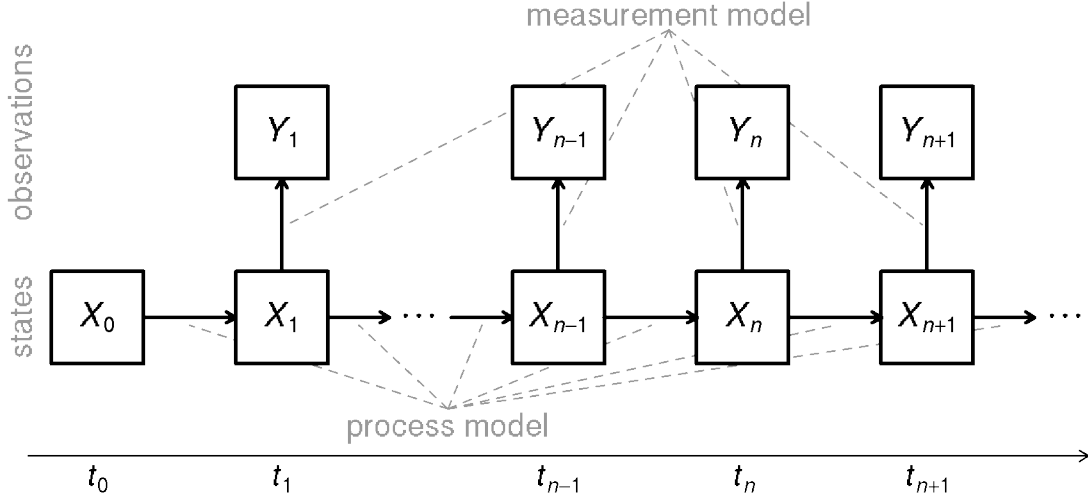 measurement model
observations
Y₁ Yₙ₋₁ Yₙ Yₙ₊₁
states
X₀ X₁ ⋯ Xₙ₋₁ Xₙ Xₙ₊₁ ⋯
process model
t₀ t₁ tₙ₋₁ tₙ tₙ₊₁